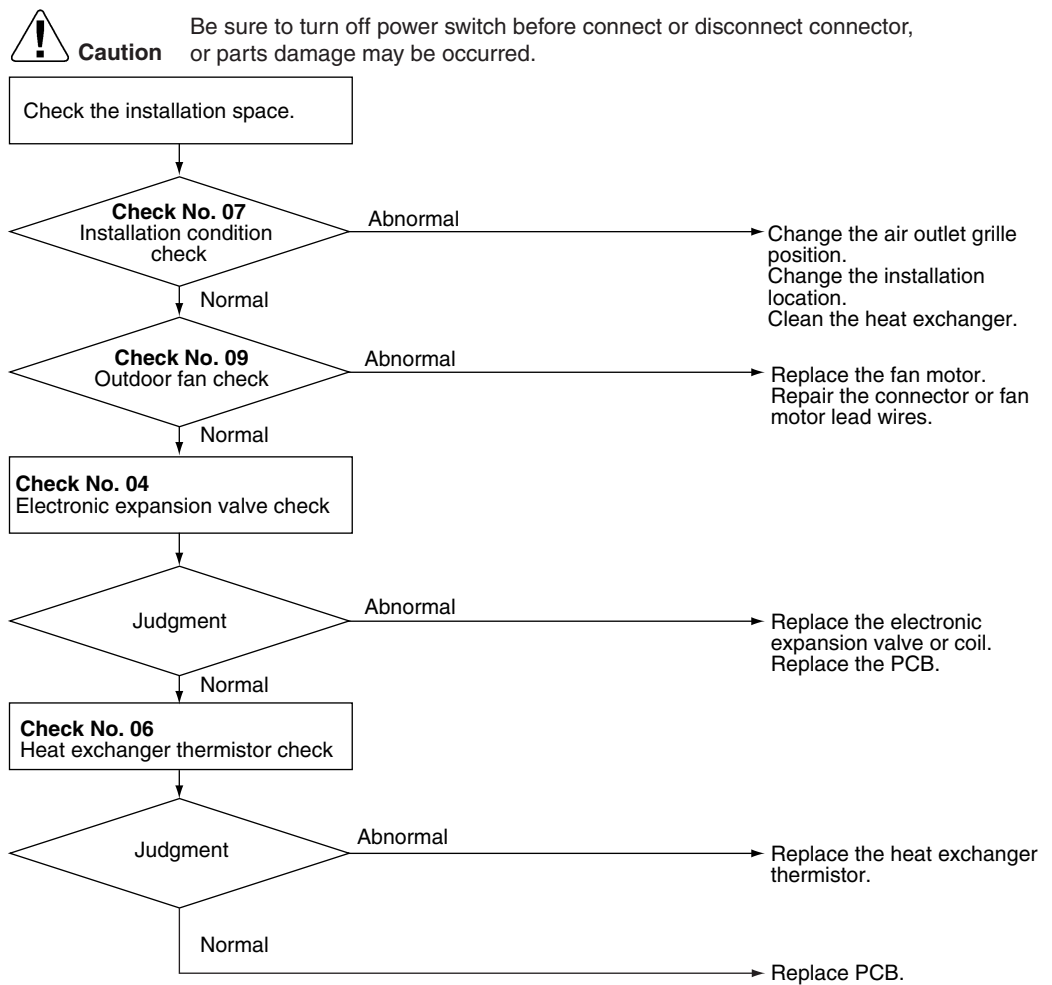 Be sure to turn off power switch before connect or disconnect connector,
Caution or parts damage may be occurred.
Check the installation space.
Check No. 07
Installation condition
check
Abnormal
Change the air outlet grille
position.
Change the installation
location.
Clean the heat exchanger.
Normal
Check No. 09
Outdoor fan check
Abnormal
Replace the fan motor.
Repair the connector or fan
motor lead wires.
Normal
Check No. 04
Electronic expansion valve check
Judgment
Abnormal
Replace the electronic
expansion valve or coil.
Replace the PCB.
Normal
Check No. 06
Heat exchanger thermistor check
Judgment
Abnormal
Replace the heat exchanger
thermistor.
Normal
Replace PCB.